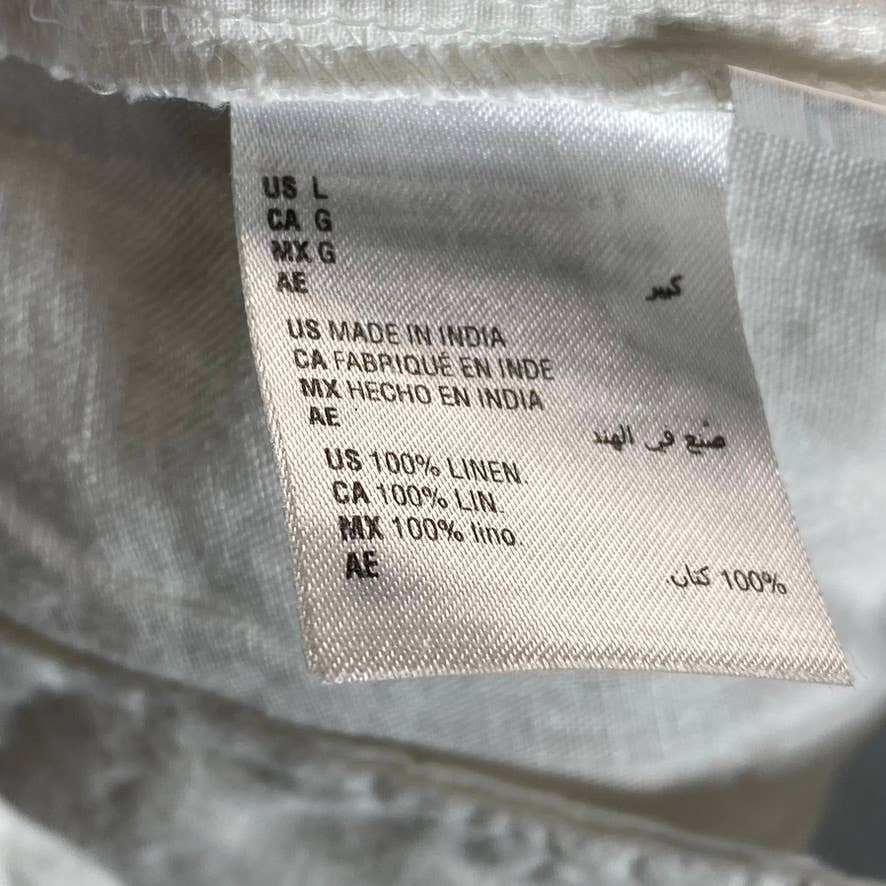 US L
CA G
MX G
AE كبير
US MADE IN INDIA
CA FABRIQUÉ EN INDE
MX HECHO EN INDIA
AE صُنع في الهند
US 100% LINEN.
CA 100% LIN.
MX 100% lino.
AE 100% كتان.